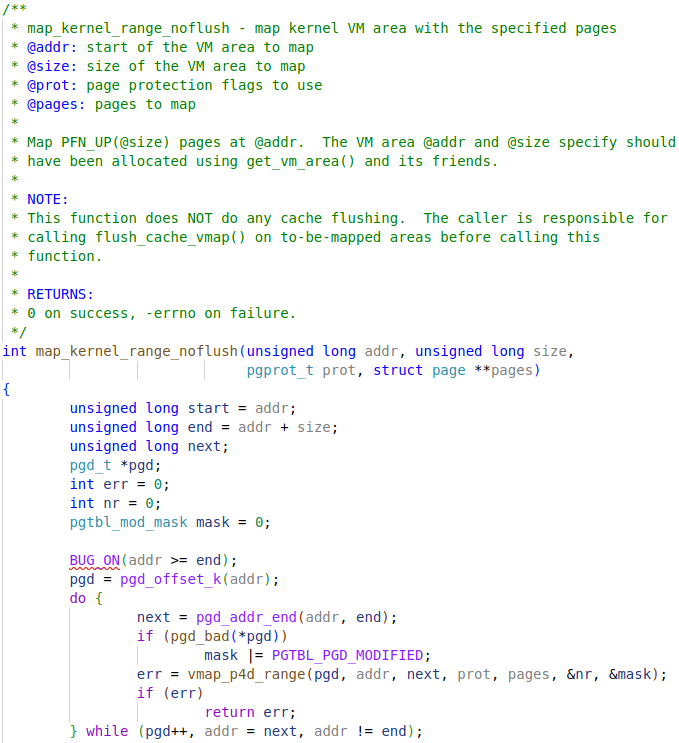 /**
 * map_kernel_range_noflush - map kernel VM area with the specified pages
 * @addr: start of the VM area to map
 * @size: size of the VM area to map
 * @prot: page protection flags to use
 * @pages: pages to map
 *
 * Map PFN_UP(@size) pages at @addr.  The VM area @addr and @size specify should
 * have been allocated using get_vm_area() and its friends.
 *
 * NOTE:
 * This function does NOT do any cache flushing.  The caller is responsible for
 * calling flush_cache_vmap() on to-be-mapped areas before calling this
 * function.
 *
 * RETURNS:
 * 0 on success, -errno on failure.
 */
int map_kernel_range_noflush(unsigned long addr, unsigned long size,
                             pgprot_t prot, struct page **pages)
{
        unsigned long start = addr;
        unsigned long end = addr + size;
        unsigned long next;
        pgd_t *pgd;
        int err = 0;
        int nr = 0;
        pgtbl_mod_mask mask = 0;

        BUG_ON(addr >= end);
        pgd = pgd_offset_k(addr);
        do {
                next = pgd_addr_end(addr, end);
                if (pgd_bad(*pgd))
                        mask |= PGTBL_PGD_MODIFIED;
                err = vmap_p4d_range(pgd, addr, next, prot, pages, &nr, &mask);
                if (err)
                        return err;
        } while (pgd++, addr = next, addr != end);